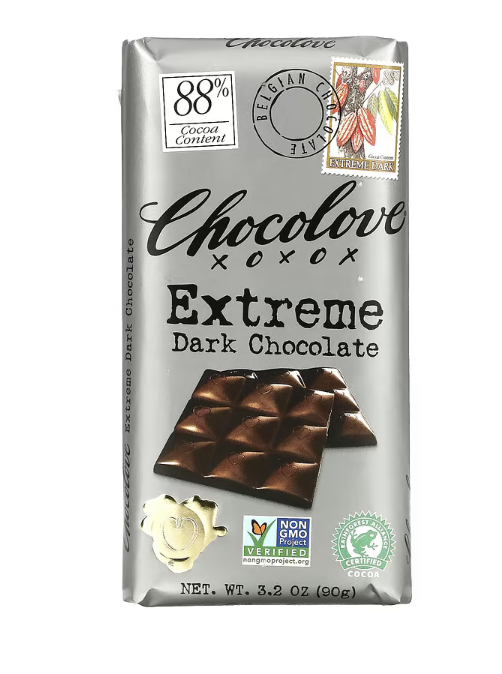 Chocolove
88%
Cocoa
Content
BELGIAN CHOCOLATE
EXTREME DARK
Chocolove
XOXOX
Extreme
Dark Chocolate
Chocolove Extreme Dark Chocolate
NON
GMO
Project
VERIFIED
nongmoproject.org
RAINFOREST ALLIANCE
CERTIFIED
COCOA
NET. WT. 3.2 OZ (90g)